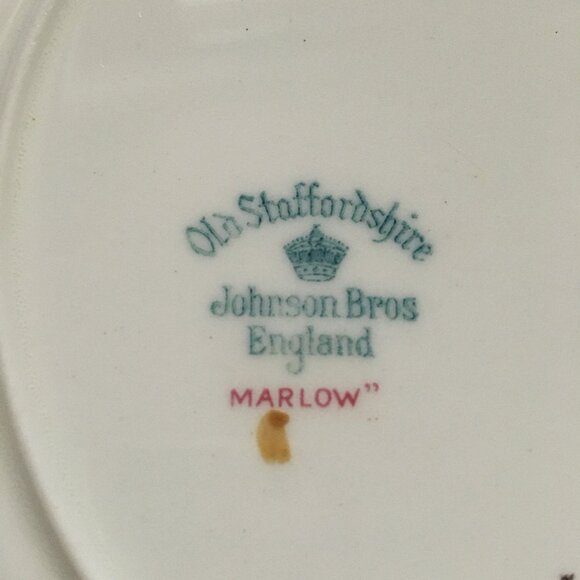 Old Staffordshire
Johnson Bros
England
MARLOW"